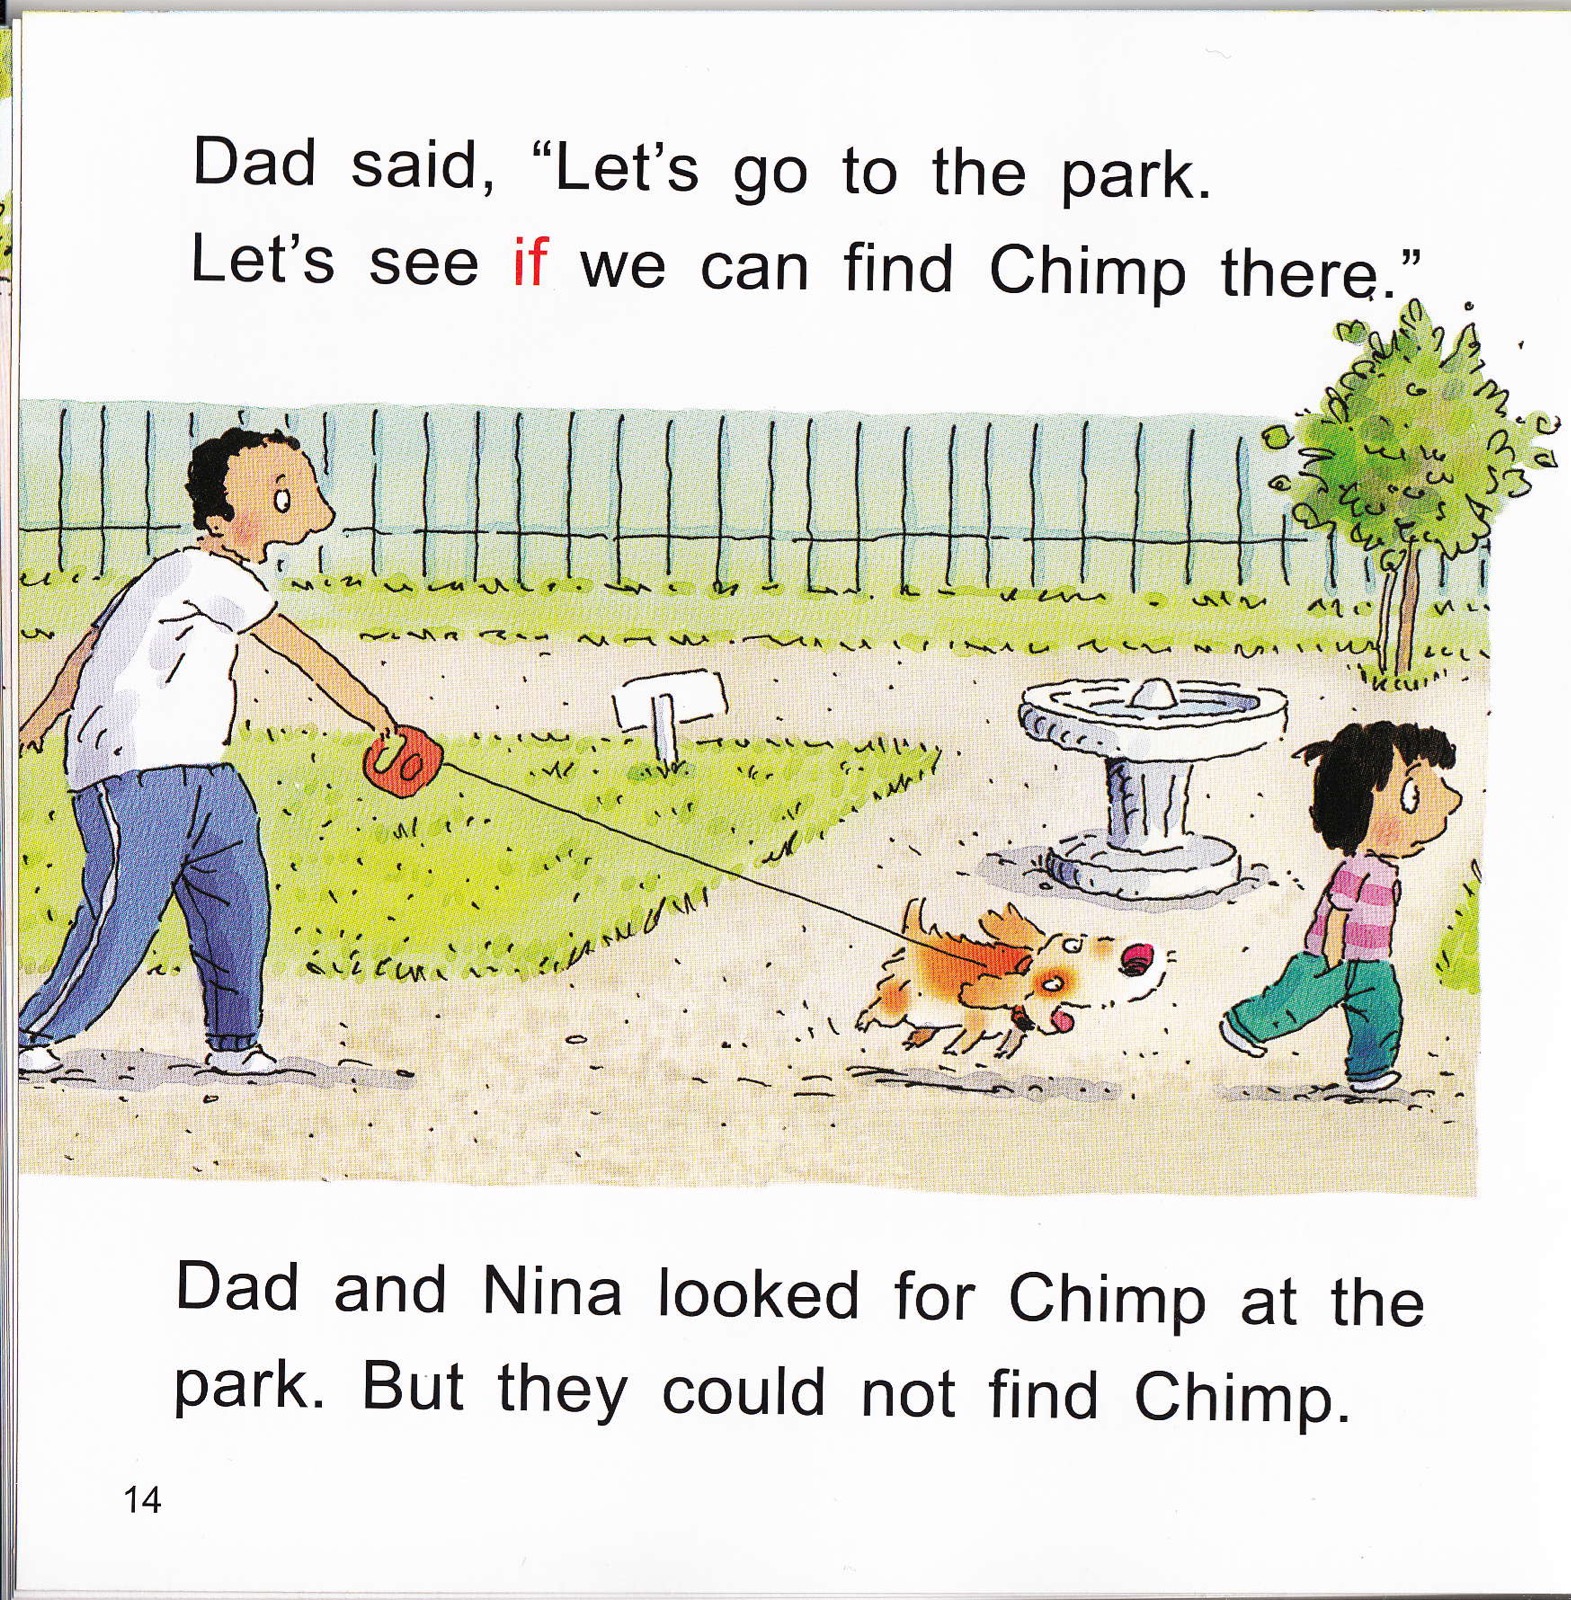 Dad said, “Let’s go to the park.
Let’s see if we can find Chimp there.”
Dad and Nina looked for Chimp at the
park. But they could not find Chimp.
14